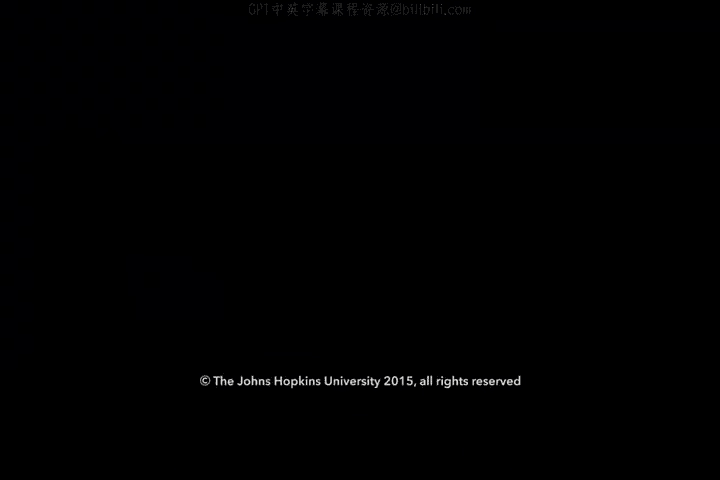 GPT中英字幕课程资源@bilibili.com
© The Johns Hopkins University 2015, all rights reserved